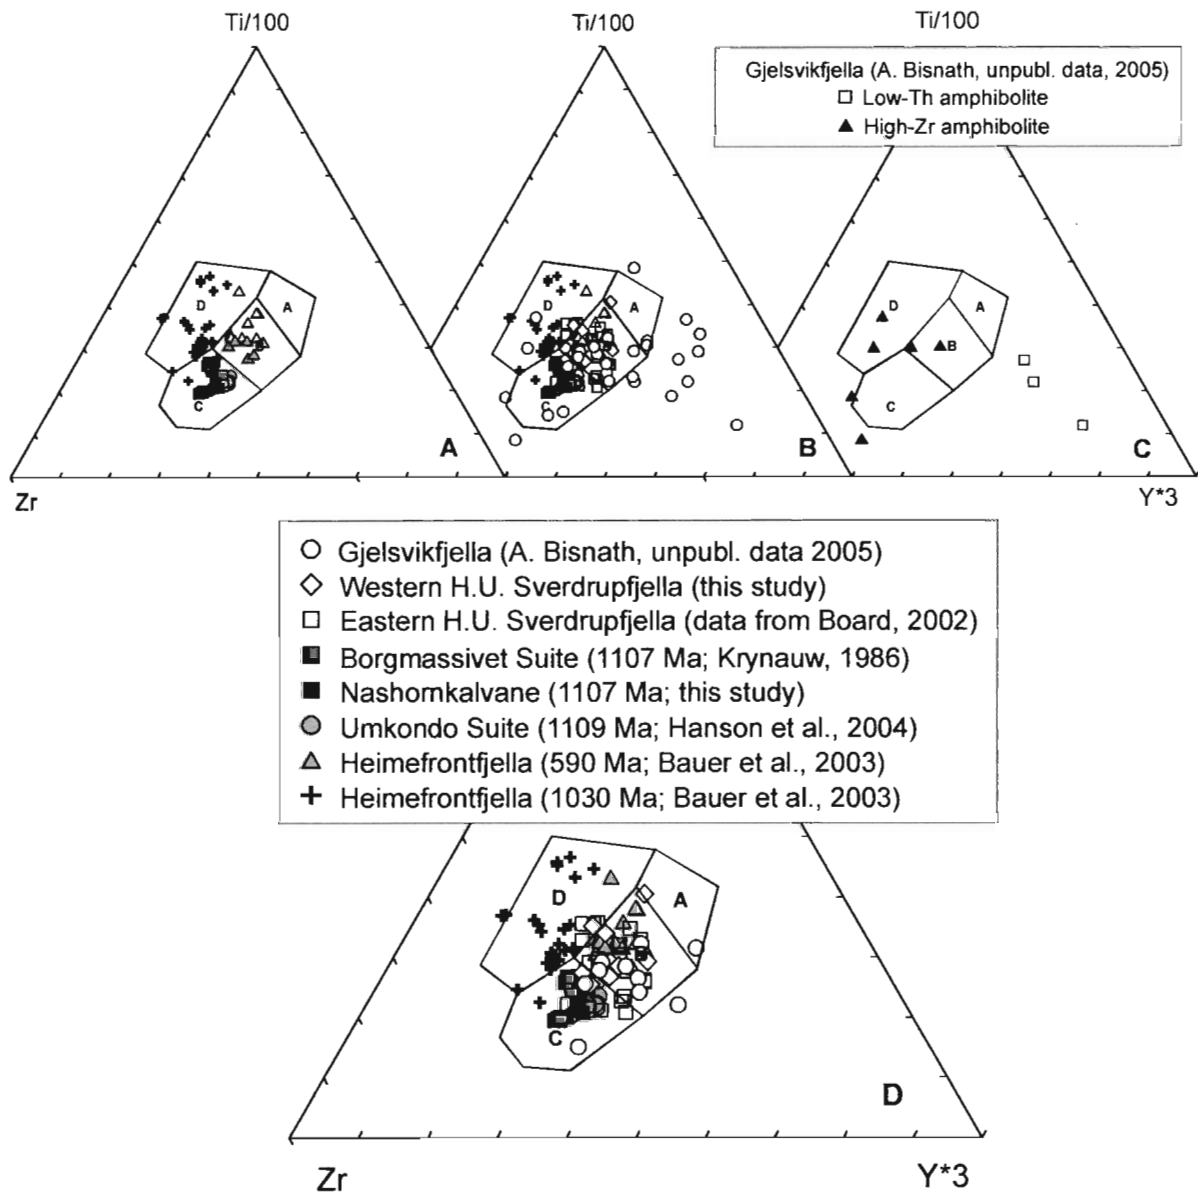 Ti/100
Ti/100
Ti/100
Gjelsvikfjella (A. Bisnath, unpubl. data, 2005)
Low-Th amphibolite
High-Zr amphibolite
D
A
C
A
D
A
C
B
D
A
B
C
C
Zr
Y*3
Gjelsvikfjella (A. Bisnath, unpubl. data 2005)
Western H.U. Sverdrupfjella (this study)
Eastern H.U. Sverdrupfjella (data from Board, 2002)
Borgmassivet Suite (1107 Ma; Krynauw, 1986)
Nashornkalvane (1107 Ma; this study)
Umkondo Suite (1109 Ma; Hanson et al., 2004)
Heimefrontfjella (590 Ma; Bauer et al., 2003)
Heimefrontfjella (1030 Ma; Bauer et al., 2003)
D
A
C
D
Zr
Y*3